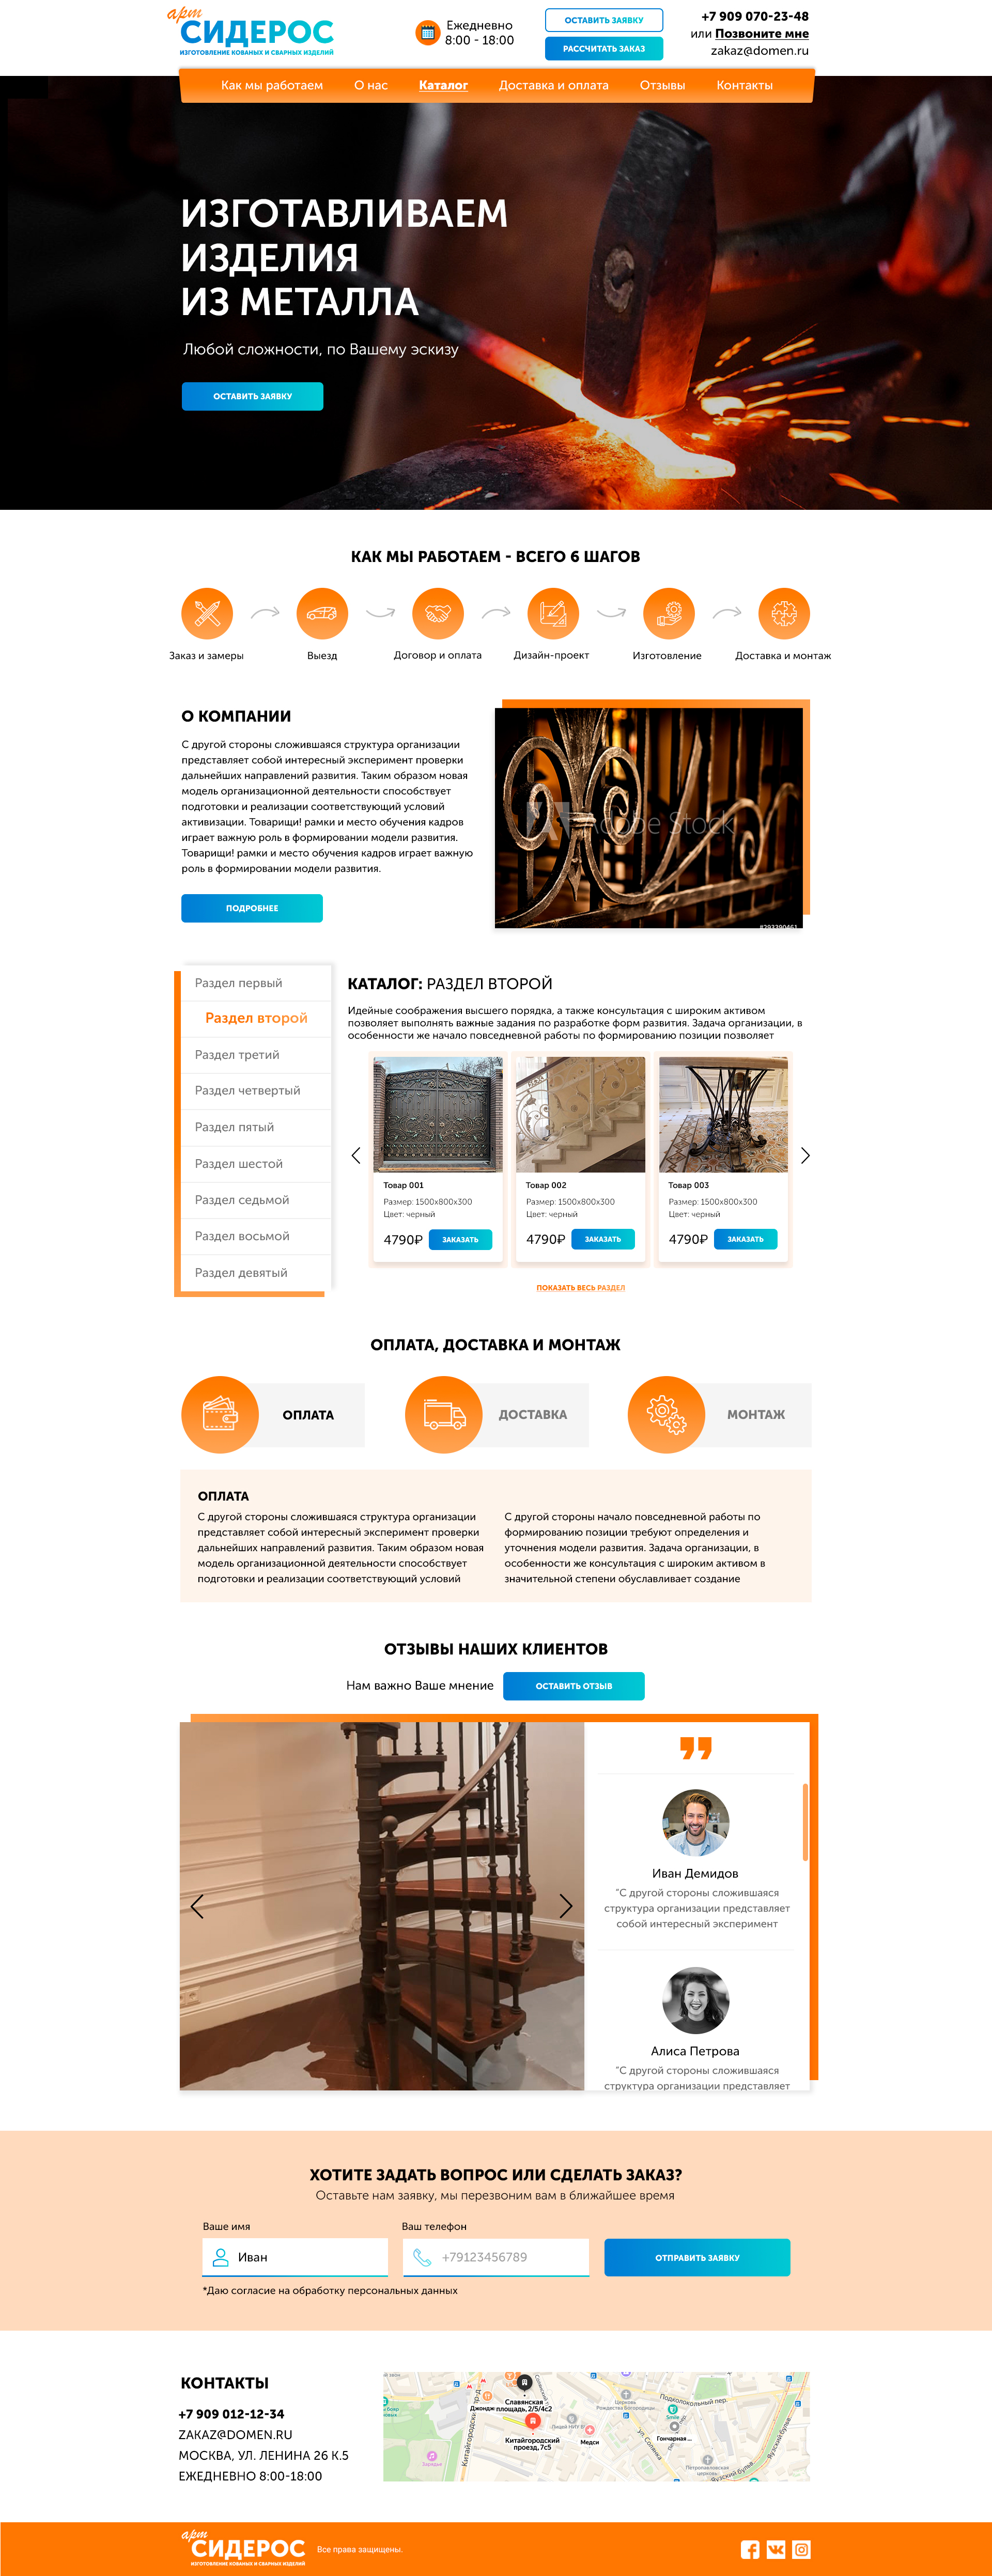 арт
СИДЕРОС
ИЗГОТОВЛЕНИЕ КОВАНЫХ И СВАРНЫХ ИЗДЕЛИЙ
Ежедневно
8:00 - 18:00
ОСТАВИТЬ ЗАЯВКУ
РАССЧИТАТЬ ЗАКАЗ
+7 909 070-23-48
или Позвоните мне
zakaz@domen.ru
Как мы работаем О нас Каталог Доставка и оплата Отзывы Контакты
ИЗГОТАВЛИВАЕМ
ИЗДЕЛИЯ
ИЗ МЕТАЛЛА
Любой сложности, по Вашему эскизу
ОСТАВИТЬ ЗАЯВКУ
КАК МЫ РАБОТАЕМ - ВСЕГО 6 ШАГОВ
Заказ и замеры
Выезд
Договор и оплата
Дизайн-проект
Изготовление
Доставка и монтаж
О КОМПАНИИ
С другой стороны сложившаяся структура организации
представляет собой интересный эксперимент проверки
дальнейших направлений развития. Таким образом новая
модель организационной деятельности способствует
подготовки и реализации соответствующий условий
активизации. Товарищи! рамки и место обучения кадров
играет важную роль в формировании модели развития.
Товарищи! рамки и место обучения кадров играет важную
роль в формировании модели развития.
ПОДРОБНЕЕ
Adobe Stock
#293290461
Раздел первый
Раздел второй
Раздел третий
Раздел четвертый
Раздел пятый
Раздел шестой
Раздел седьмой
Раздел восьмой
Раздел девятый
КАТАЛОГ: РАЗДЕЛ ВТОРОЙ
Идейные соображения высшего порядка, а также консультация с широким активом
позволяет выполнять важные задания по разработке форм развития. Задача организации, в
особенности же начало повседневной работы по формированию позиции позволяет
Товар 001
Размер: 1500х800х300
Цвет: черный
4790₽ ЗАКАЗАТЬ
Товар 002
Размер: 1500х800х300
Цвет: черный
4790₽ ЗАКАЗАТЬ
Товар 003
Размер: 1500х800х300
Цвет: черный
4790₽ ЗАКАЗАТЬ
ПОКАЗАТЬ ВЕСЬ РАЗДЕЛ
ОПЛАТА, ДОСТАВКА И МОНТАЖ
ОПЛАТА
ДОСТАВКА
МОНТАЖ
ОПЛАТА
С другой стороны сложившаяся структура организации
представляет собой интересный эксперимент проверки
дальнейших направлений развития. Таким образом новая
модель организационной деятельности способствует
подготовки и реализации соответствующий условий
С другой стороны начало повседневной работы по
формированию позиции требуют определения и
уточнения модели развития. Задача организации, в
особенности же консультация с широким активом в
значительной степени обуславливает создание
ОТЗЫВЫ НАШИХ КЛИЕНТОВ
Нам важно Ваше мнение
ОСТАВИТЬ ОТЗЫВ
Иван Демидов
"С другой стороны сложившаяся
структура организации представляет
собой интересный эксперимент
Алиса Петрова
"С другой стороны сложившаяся
структура организации представляет
ХОТИТЕ ЗАДАТЬ ВОПРОС ИЛИ СДЕЛАТЬ ЗАКАЗ?
Оставьте нам заявку, мы перезвоним вам в ближайшее время
Ваше имя
Иван
Ваш телефон
+79123456789
ОТПРАВИТЬ ЗАЯВКУ
*Даю согласие на обработку персональных данных
КОНТАКТЫ
+7 909 012-12-34
ZAKAZ@DOMEN.RU
МОСКВА, УЛ. ЛЕНИНА 26 К.5
ЕЖЕДНЕВНО 8:00-18:00
Славянская
площадь, 2/5/4с2
Китайгородский
проезд, 7с5
Церковь
Рождества Богородицы
Подколокольный пер.
Smile
Гончарная...
Медси
ул. Солянка
Петропавловская
церковь
Яузский бульв
Зарядье
арт
СИДЕРОС
ИЗГОТОВЛЕНИЕ КОВАНЫХ И СВАРНЫХ ИЗДЕЛИЙ
Все права защищены.